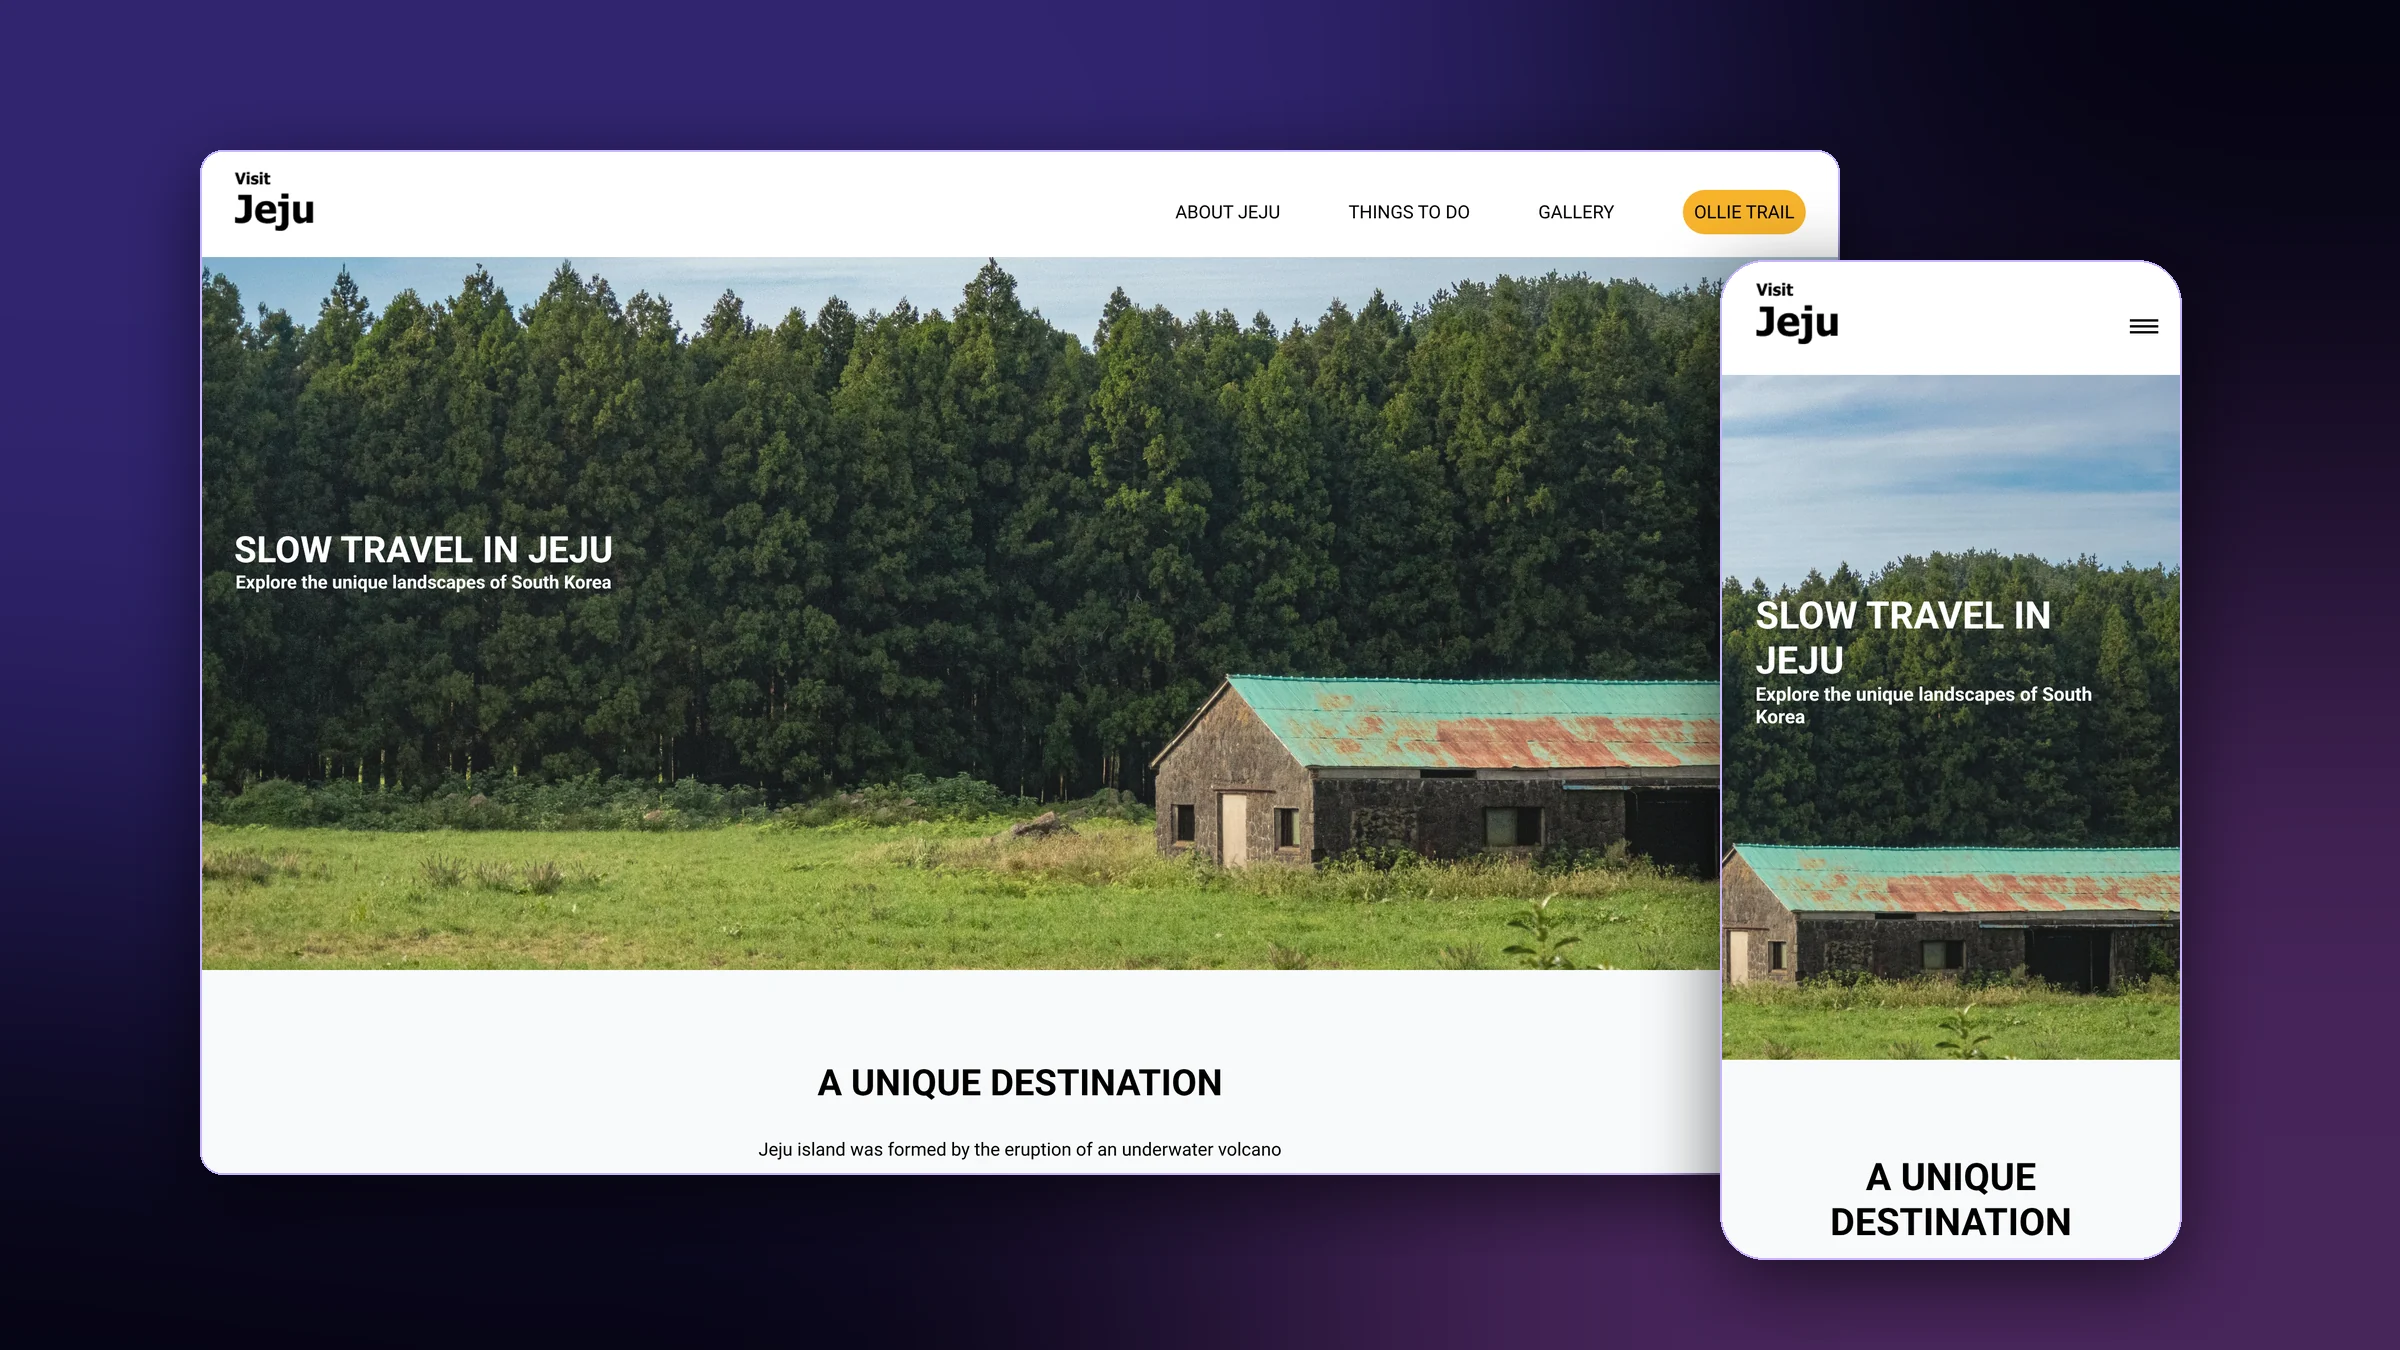 Visit
Jeju
ABOUT JEJU THINGS TO DO GALLERY OLLIE TRAIL
SLOW TRAVEL IN JEJU
Explore the unique landscapes of South Korea
A UNIQUE DESTINATION
Jeju island was formed by the eruption of an underwater volcano
Visit
Jeju
SLOW TRAVEL IN
JEJU
Explore the unique landscapes of South
Korea
A UNIQUE
DESTINATION